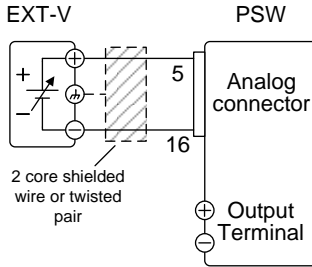 EXT-V
PSW
+
−
+
−
5
16
Analog
connector
2 core shielded
wire or twisted
pair
+
−
Output
Terminal